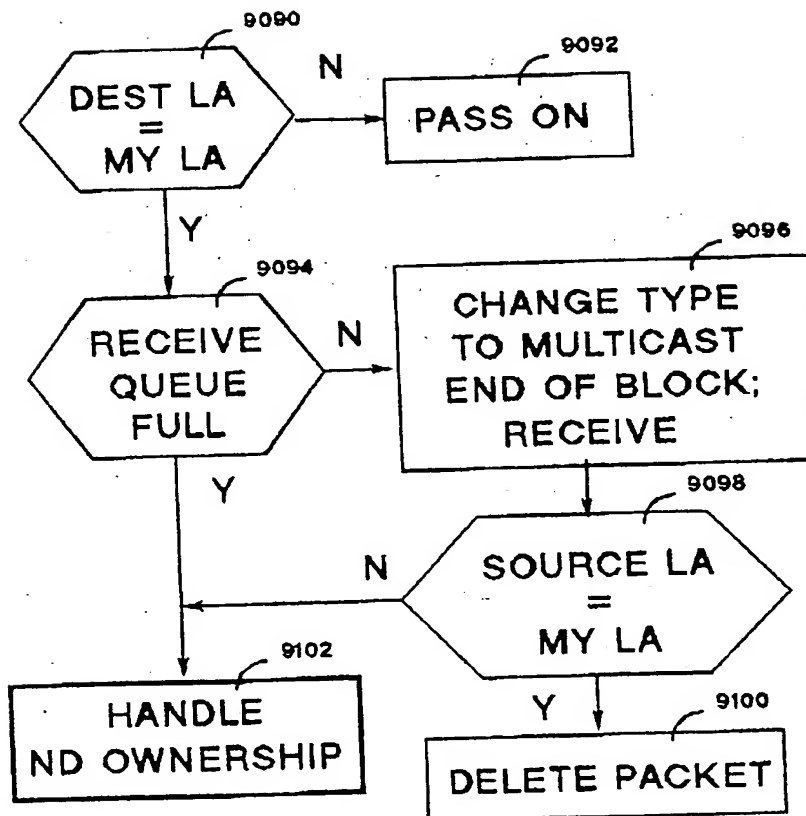 9090
DEST LA
=
MY LA
N
9092
PASS ON
Y
9094
RECEIVE
QUEUE
FULL
N
9096
CHANGE TYPE
TO MULTICAST
END OF BLOCK;
RECEIVE
Y
9098
SOURCE LA
=
MY LA
N
9102
HANDLE
ND OWNERSHIP
Y
9100
DELETE PACKET